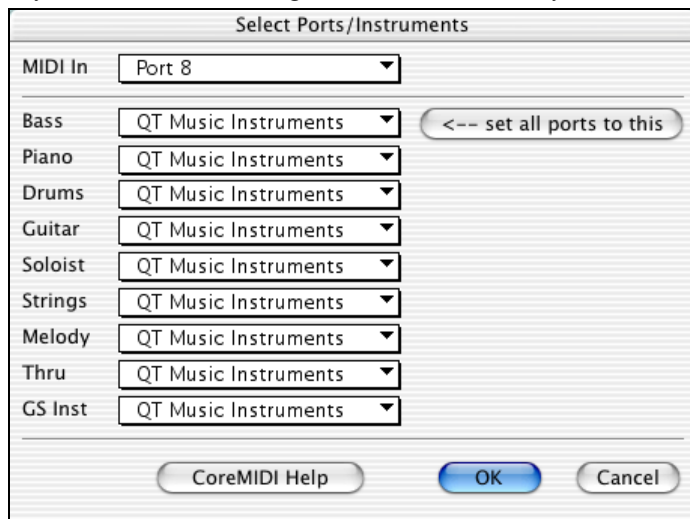 Select Ports/Instruments
MIDI In Port 8
Bass QT Music Instruments <-- set all ports to this
Piano QT Music Instruments
Drums QT Music Instruments
Guitar QT Music Instruments
Soloist QT Music Instruments
Strings QT Music Instruments
Melody QT Music Instruments
Thru QT Music Instruments
GS Inst QT Music Instruments
CoreMIDI Help OK Cancel